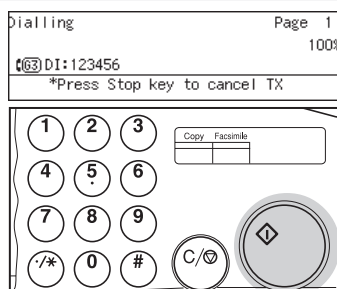 Dialling Page 1
100%
G3 DI:123456
*Press Stop key to cancel TX
1 2 3
Copy Facsimile
4 5 6
7 8 9
·/* 0 # C/